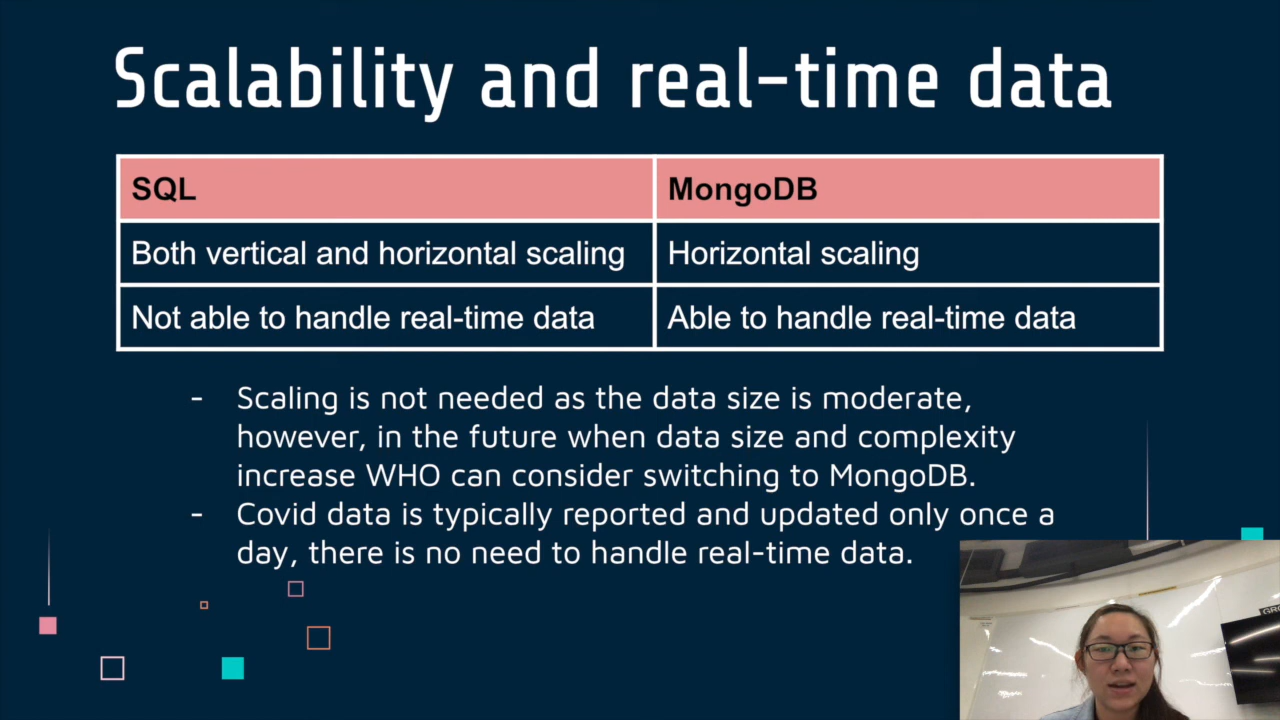 Scalability and real-time data
SQL
MongoDB
Both vertical and horizontal scaling
Horizontal scaling
Not able to handle real-time data
Able to handle real-time data
- Scaling is not needed as the data size is moderate,
however, in the future when data size and complexity
increase WHO can consider switching to MongoDB.
- Covid data is typically reported and updated only once a
day, there is no need to handle real-time data.